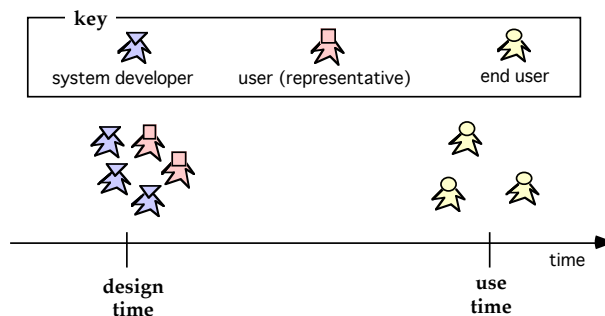 key
system developer
user (representative)
end user
time
design
time
use
time